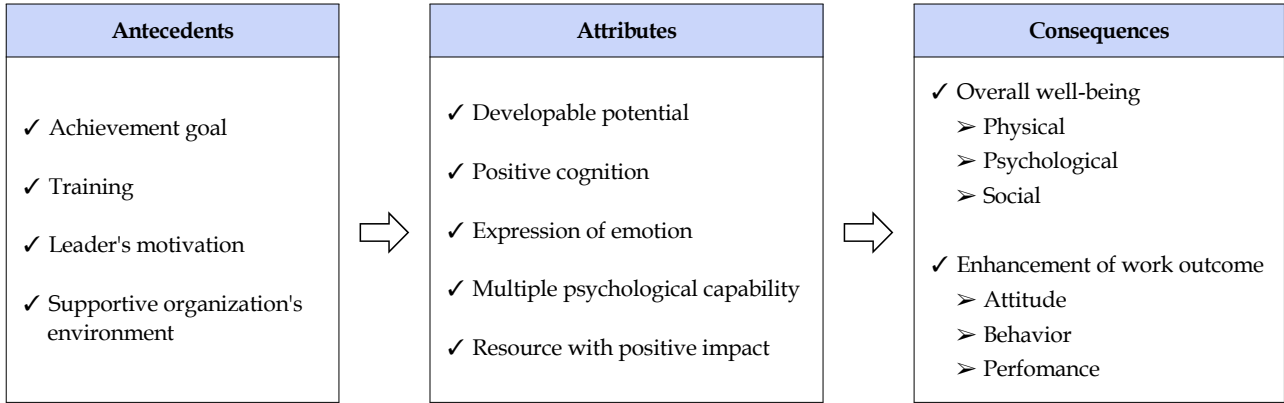 Antecedents
✓ Achievement goal
✓ Training
✓ Leader's motivation
✓ Supportive organization's
environment
Attributes
✓ Developable potential
✓ Positive cognition
✓ Expression of emotion
✓ Multiple psychological capability
✓ Resource with positive impact
Consequences
✓ Overall well-being
➢ Physical
➢ Psychological
➢ Social
✓ Enhancement of work outcome
➢ Attitude
➢ Behavior
➢ Perfomance